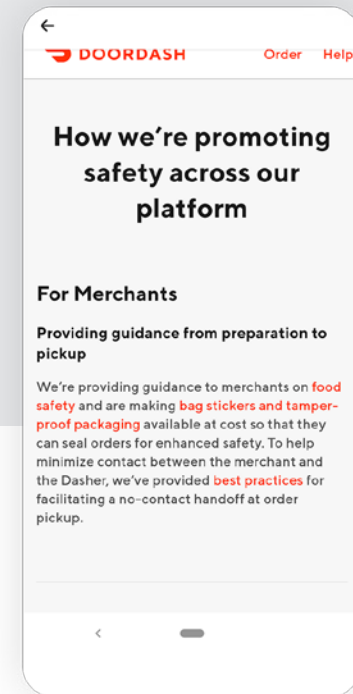 DOORDASH Order Help
How we're promoting
safety across our
platform
For Merchants
Providing guidance from preparation to
pickup
We're providing guidance to merchants on food
safety and are making bag stickers and tamper-
proof packaging available at cost so that they
can seal orders for enhanced safety. To help
minimize contact between the merchant and
the Dasher, we've provided best practices for
facilitating a no-contact handoff at order
pickup.